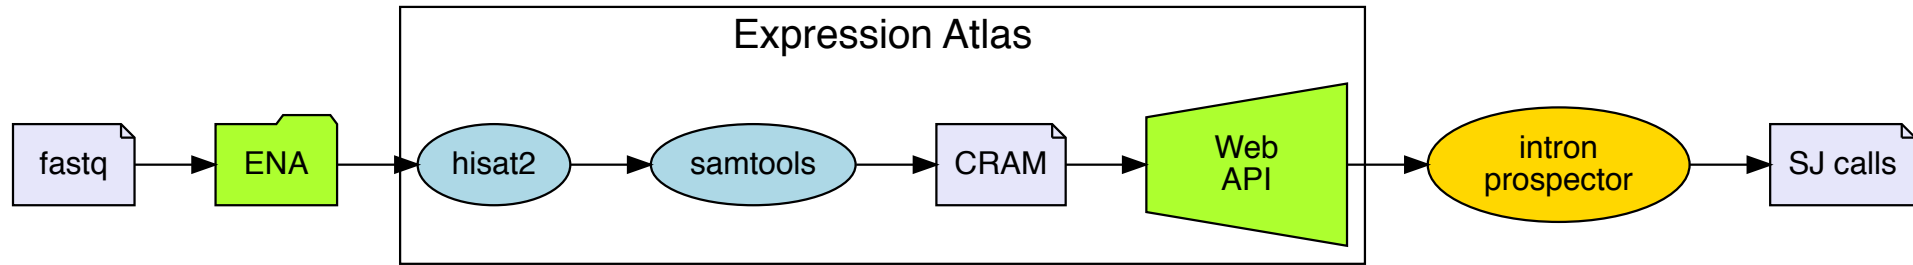 Expression Atlas
fastq
ENA
hisat2
samtools
CRAM
Web
API
intron
prospector
SJ calls